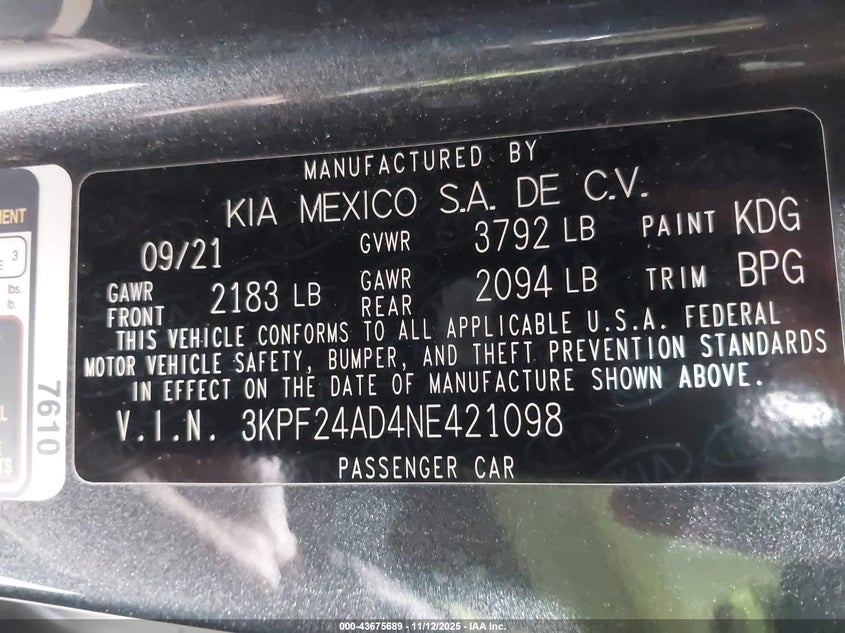 MANUFACTURED BY
KIA MEXICO S.A. DE C.V.
09/21 GVWR 3792 LB PAINT KDG
GAWR FRONT 2183 LB GAWR REAR 2094 LB TRIM BPG
THIS VEHICLE CONFORMS TO ALL APPLICABLE U.S.A. FEDERAL
MOTOR VEHICLE SAFETY, BUMPER, AND THEFT PREVENTION STANDARDS
IN EFFECT ON THE DATE OF MANUFACTURE SHOWN ABOVE.
V.I.N. 3KPF24AD4NE421098
PASSENGER CAR
3
lbs.
lb.
7610
000-43675689 - 11/12/2025 - IAA Inc.